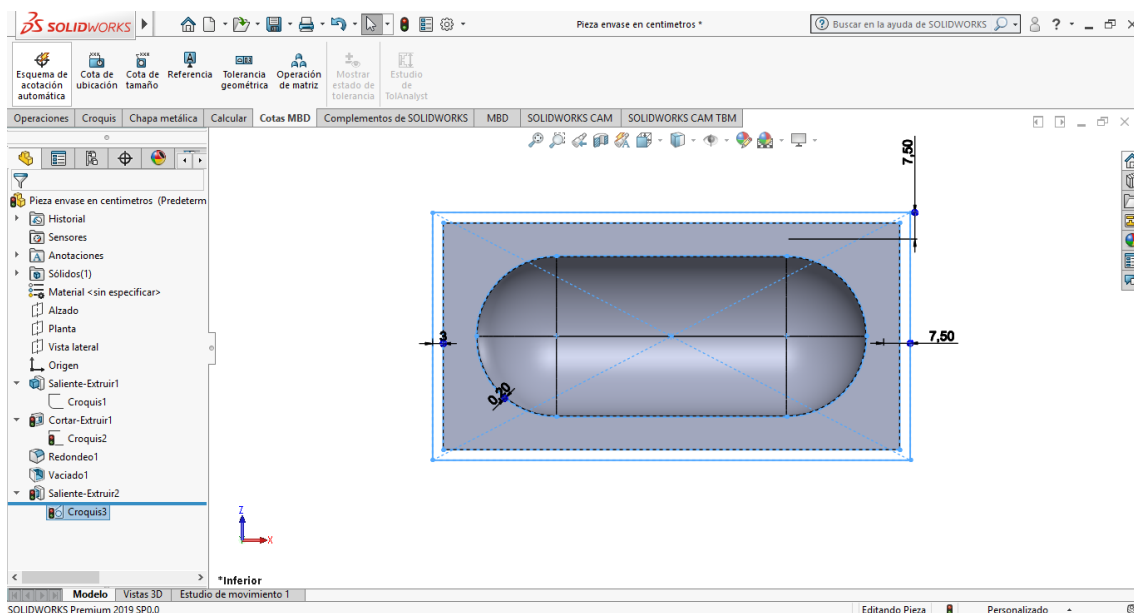 SOLIDWORKS
Pieza envase en centimetros *
Buscar en la ayuda de SOLIDWORKS
?
Esquema de acotación automática
Cota de ubicación
Cota de tamaño
Referencia
Tolerancia geométrica
Operación de matriz
Mostrar estado de tolerancia
Estudio de TolAnalyst
Operaciones
Croquis
Chapa metálica
Calcular
Cotas MBD
Complementos de SOLIDWORKS
MBD
SOLIDWORKS CAM
SOLIDWORKS CAM TBM
Pieza envase en centimetros (Predeterm
Historial
Sensores
Anotaciones
Sólidos(1)
Material <sin especificar>
Alzado
Planta
Vista lateral
Origen
Saliente-Extruir1
Croquis1
Cortar-Extruir1
Croquis2
Redondeo1
Vaciado1
Saliente-Extruir2
Croquis3
7,50
3
7,50
0,20
Z
X
*Inferior
Modelo
Vistas 3D
Estudio de movimiento 1
SOLIDWORKS Premium 2019 SP0.0
Editando Pieza
Personalizado